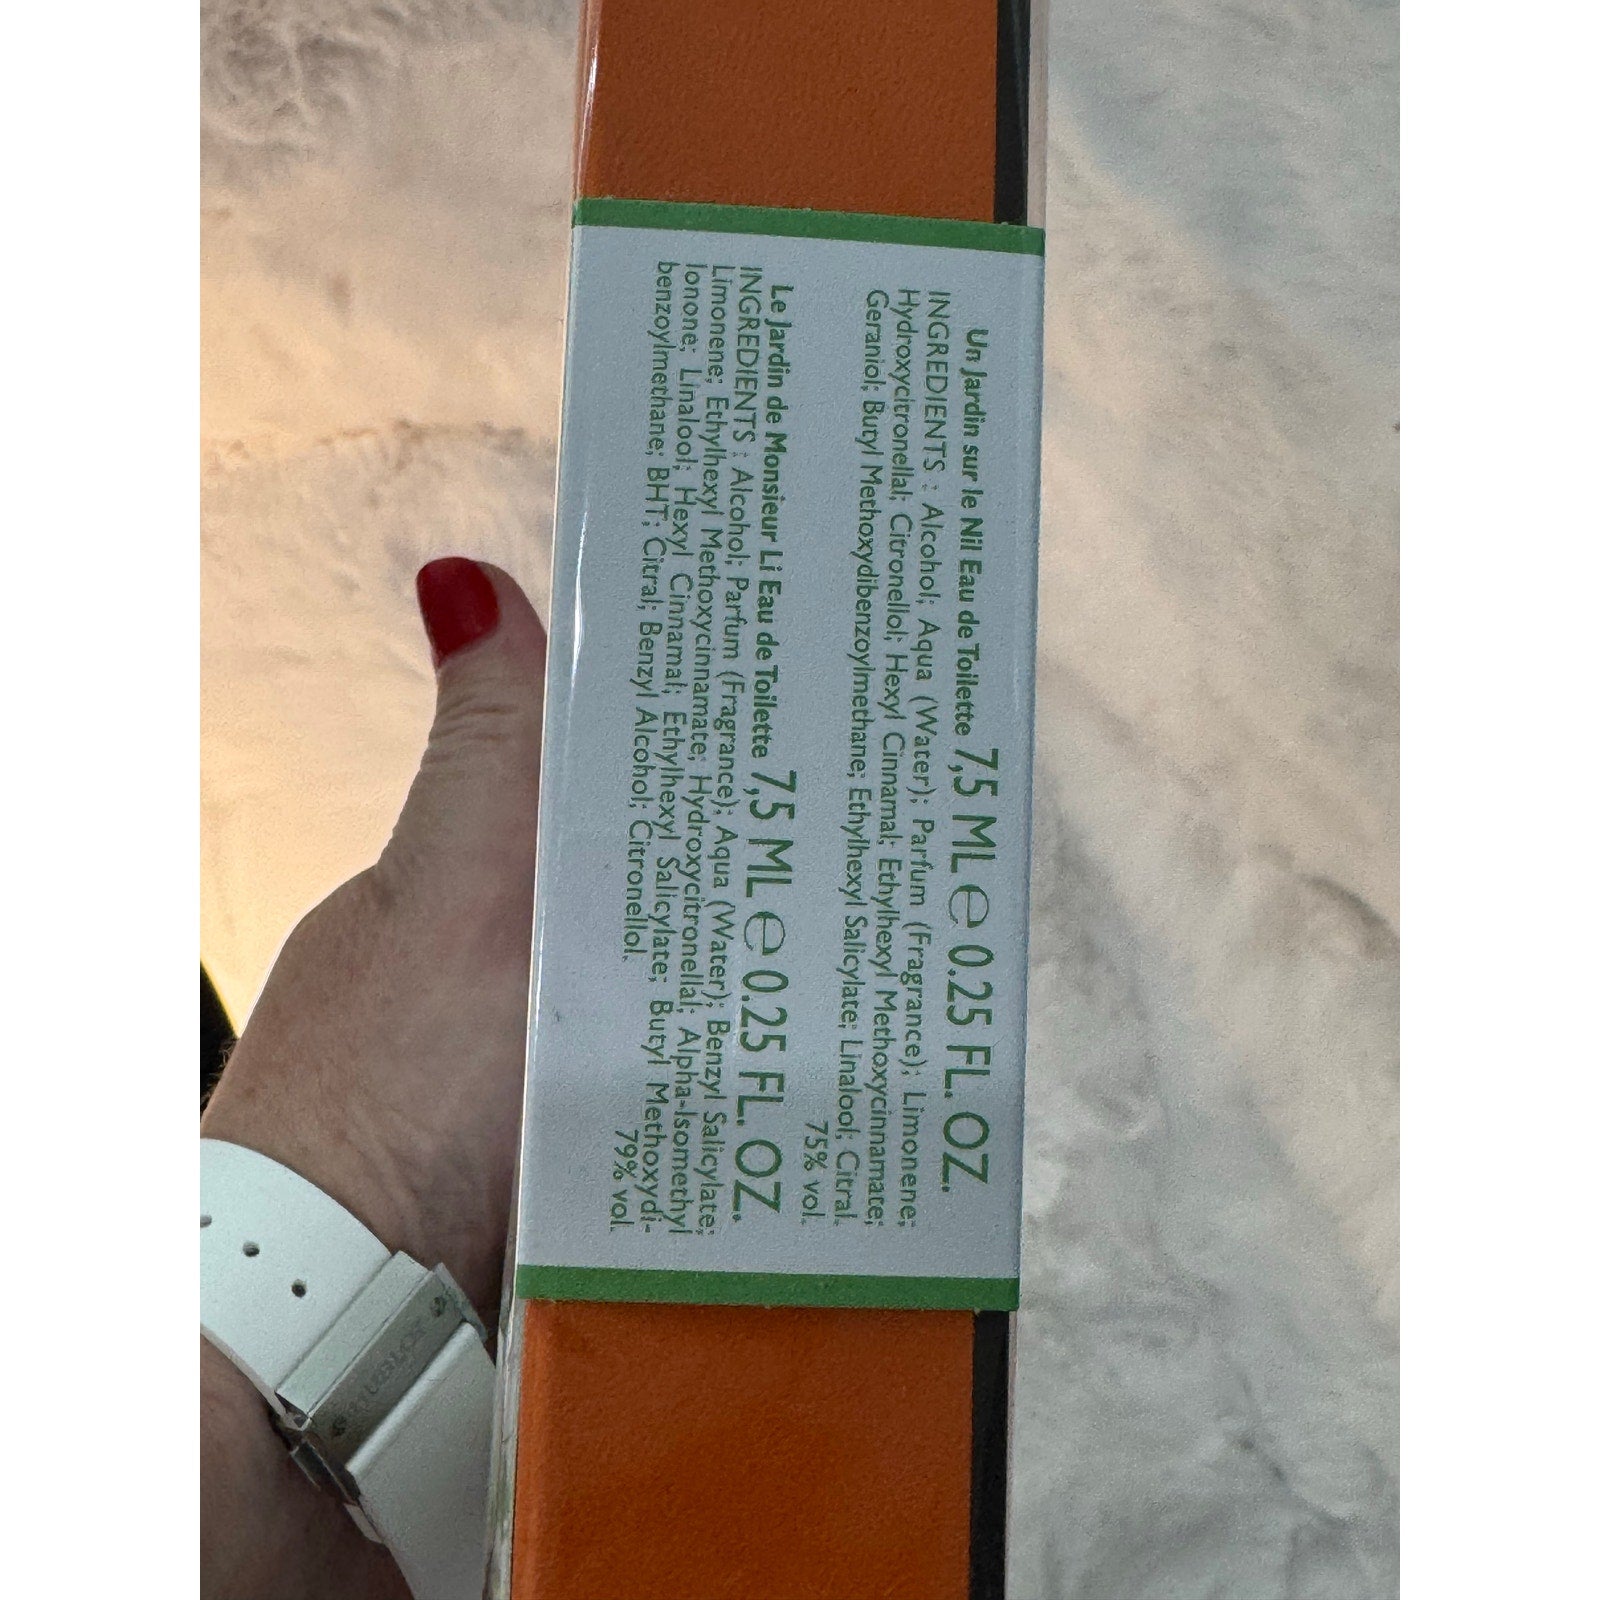 Un Jardin sur le Nil Eau de Toilette 7,5 ML ℮ 0.25 FL. OZ.
INGREDIENTS : Alcohol; Aqua (Water); Parfum (Fragrance); Limonene;
Hydroxycitronellal; Citronellol; Hexyl Cinnamal; Ethylhexyl Methoxycinnamate;
Geraniol; Butyl Methoxydibenzoylmethane; Ethylhexyl Salicylate; Linalool; Citral.
75% vol.
Le Jardin de Monsieur Li Eau de Toilette 7,5 ML ℮ 0.25 FL. OZ.
INGREDIENTS : Alcohol; Parfum (Fragrance); Aqua (Water); Benzyl Salicylate;
Limonene; Ethylhexyl Methoxycinnamate; Hydroxycitronellal; Alpha-Isomethyl
Ionone; Linalool; Hexyl Cinnamal; Ethylhexyl Salicylate; Butyl Methoxydi-
benzoylmethane; BHT; Citral; Benzyl Alcohol; Citronellol.
79% vol.